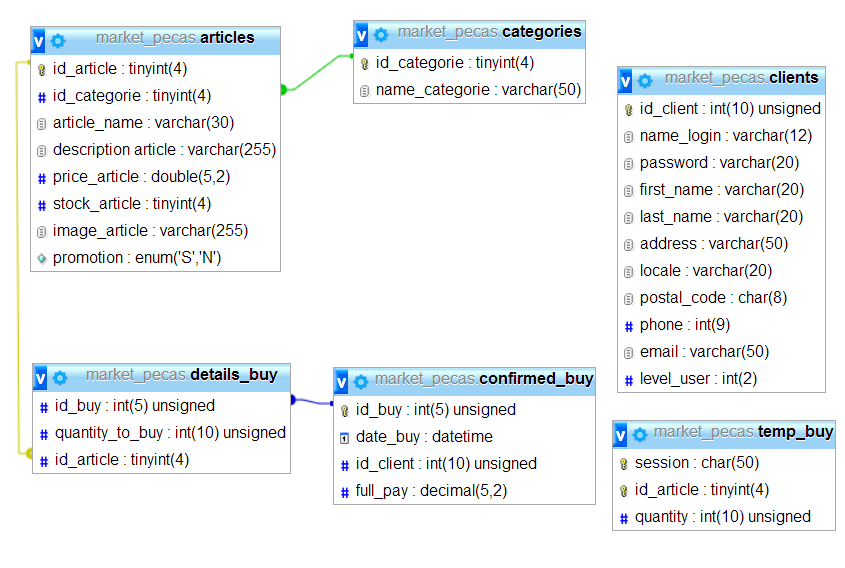 market_pecas.articles
id_article : tinyint(4)
id_categorie : tinyint(4)
article_name : varchar(30)
description article : varchar(255)
price_article : double(5,2)
stock_article : tinyint(4)
image_article : varchar(255)
promotion : enum('S','N')
market_pecas.categories
id_categorie : tinyint(4)
name_categorie : varchar(50)
market_pecas.clients
id_client : int(10) unsigned
name_login : varchar(12)
password : varchar(20)
first_name : varchar(20)
last_name : varchar(20)
address : varchar(50)
locale : varchar(20)
postal_code : char(8)
phone : int(9)
email : varchar(50)
level_user : int(2)
market_pecas.details_buy
id_buy : int(5) unsigned
quantity_to_buy : int(10) unsigned
id_article : tinyint(4)
market_pecas.confirmed_buy
id_buy : int(5) unsigned
date_buy : datetime
id_client : int(10) unsigned
full_pay : decimal(5,2)
market_pecas.temp_buy
session : char(50)
id_article : tinyint(4)
quantity : int(10) unsigned